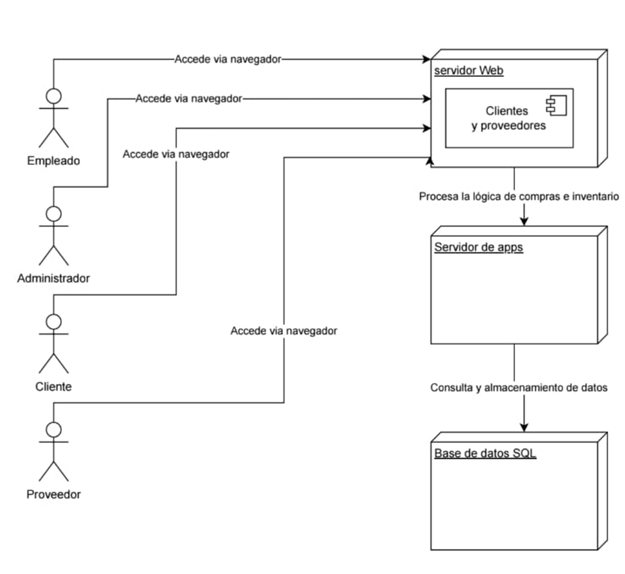 Accede via navegador
servidor Web
Accede via navegador
Clientes
y proveedores
Accede via navegador
Empleado
Procesa la lógica de compras e inventario
Servidor de apps
Administrador
Accede via navegador
Cliente
Consulta y almacenamiento de datos
Base de datos SQL
Proveedor